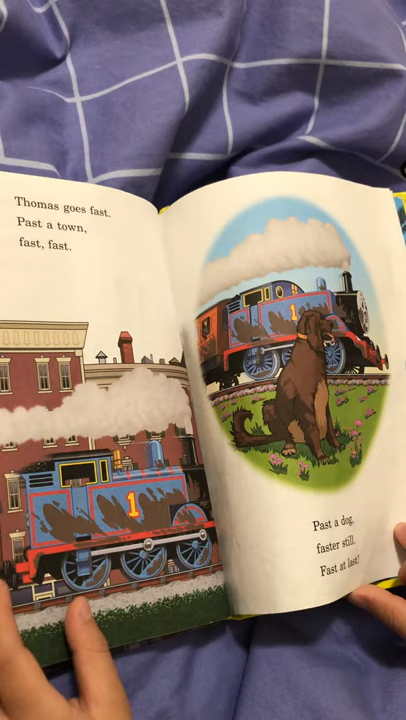 Thomas goes fast.
Past a town,
fast, fast.
1
1
Past a dog,
faster still.
Fast at last!